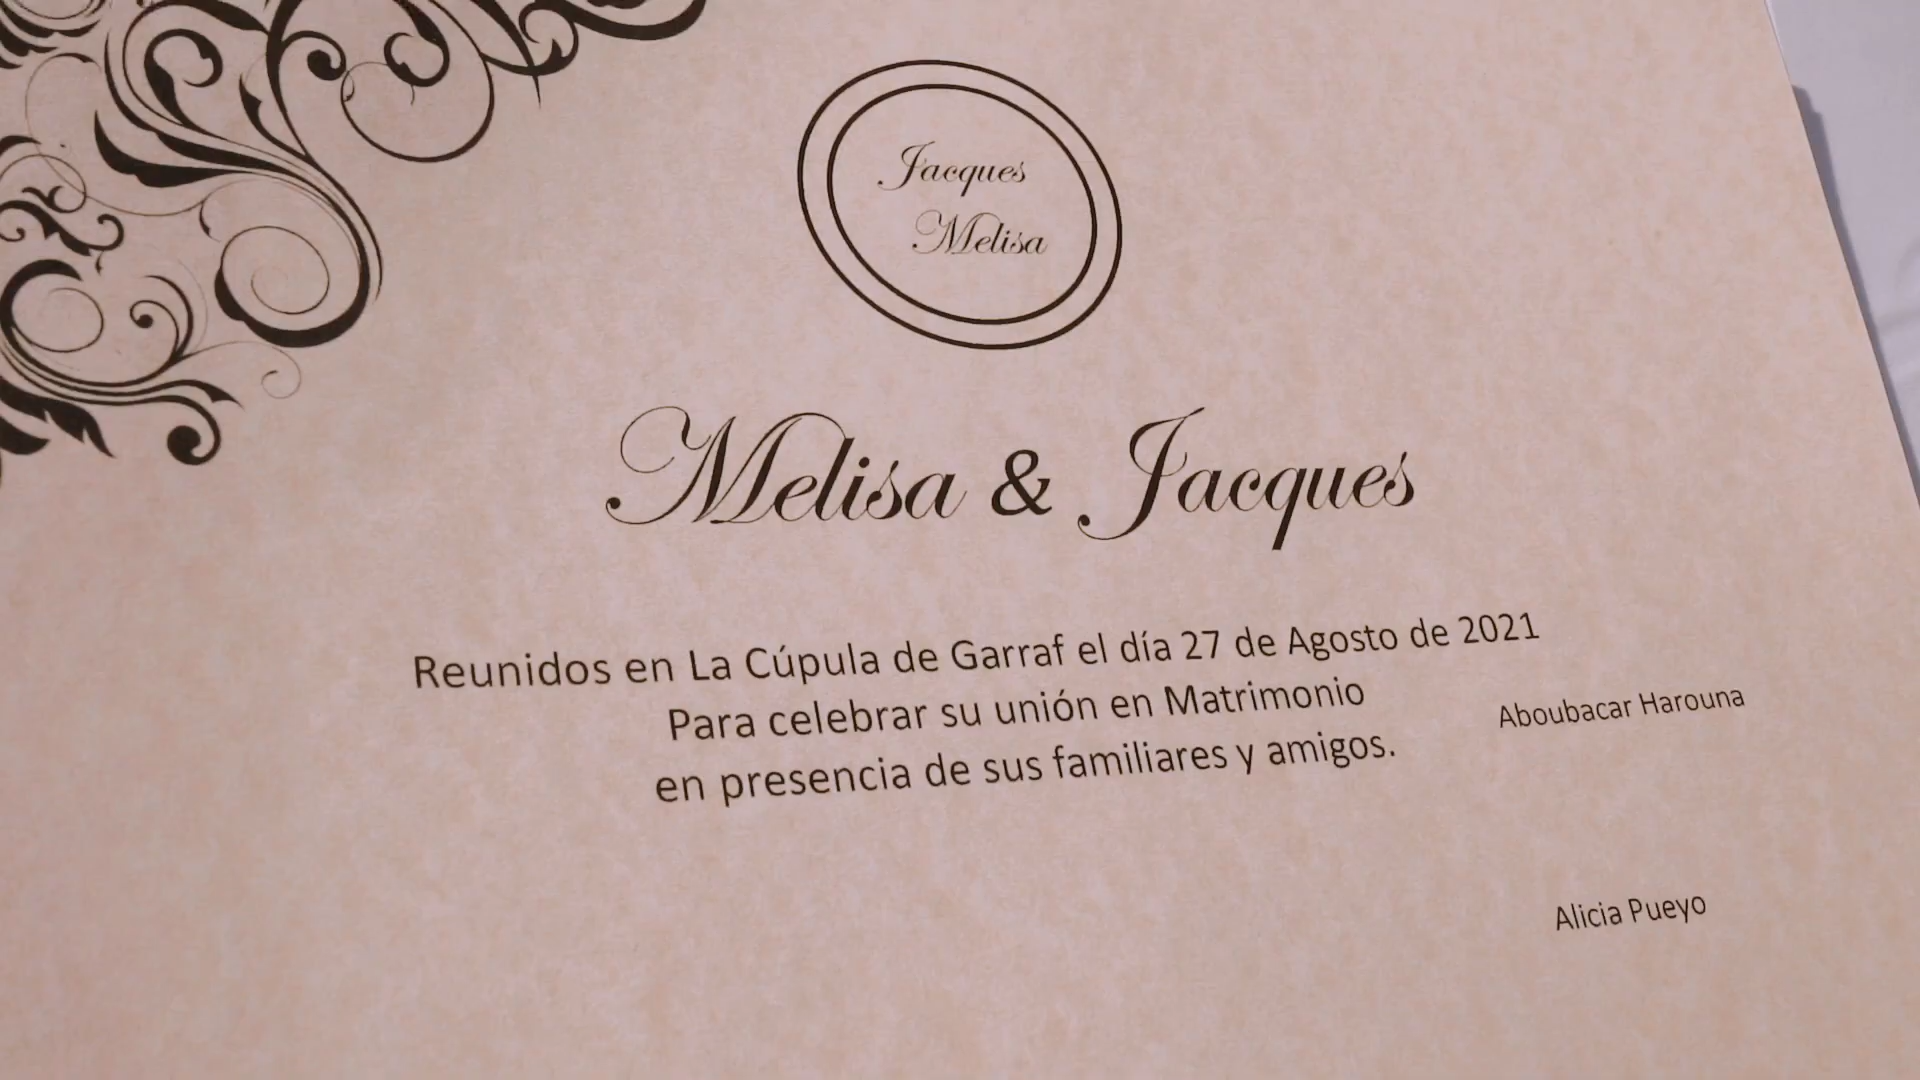 Jacques
Melisa
Melisa & Jacques
Reunidos en La Cúpula de Garraf el día 27 de Agosto de 2021
Para celebrar su unión en Matrimonio
en presencia de sus familiares y amigos.
Aboubacar Harouna
Alicia Pueyo